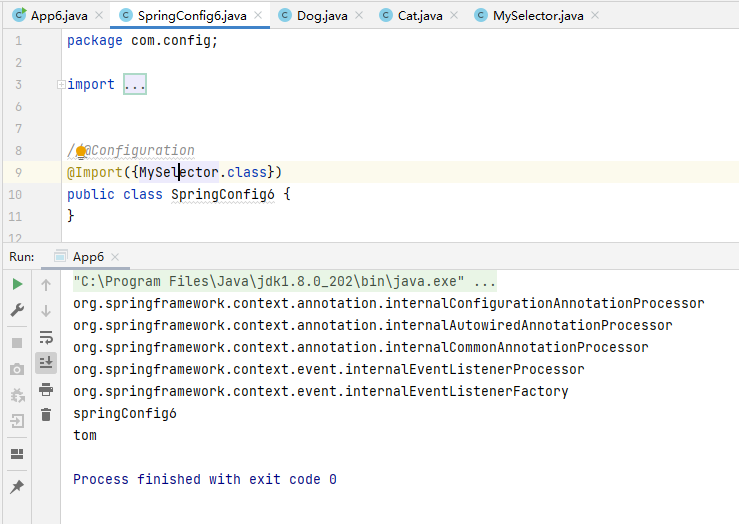 App6.java SpringConfig6.java Dog.java Cat.java MySelector.java
1 package com.config;
2
3 import ...
6
7
8 //@Configuration
9 @Import({MySelector.class})
10 public class SpringConfig6 {
11 }
12
Run: App6
"C:\Program Files\Java\jdk1.8.0_202\bin\java.exe" ...
org.springframework.context.annotation.internalConfigurationAnnotationProcessor
org.springframework.context.annotation.internalAutowiredAnnotationProcessor
org.springframework.context.annotation.internalCommonAnnotationProcessor
org.springframework.context.event.internalEventListenerProcessor
org.springframework.context.event.internalEventListenerFactory
springConfig6
tom
Process finished with exit code 0